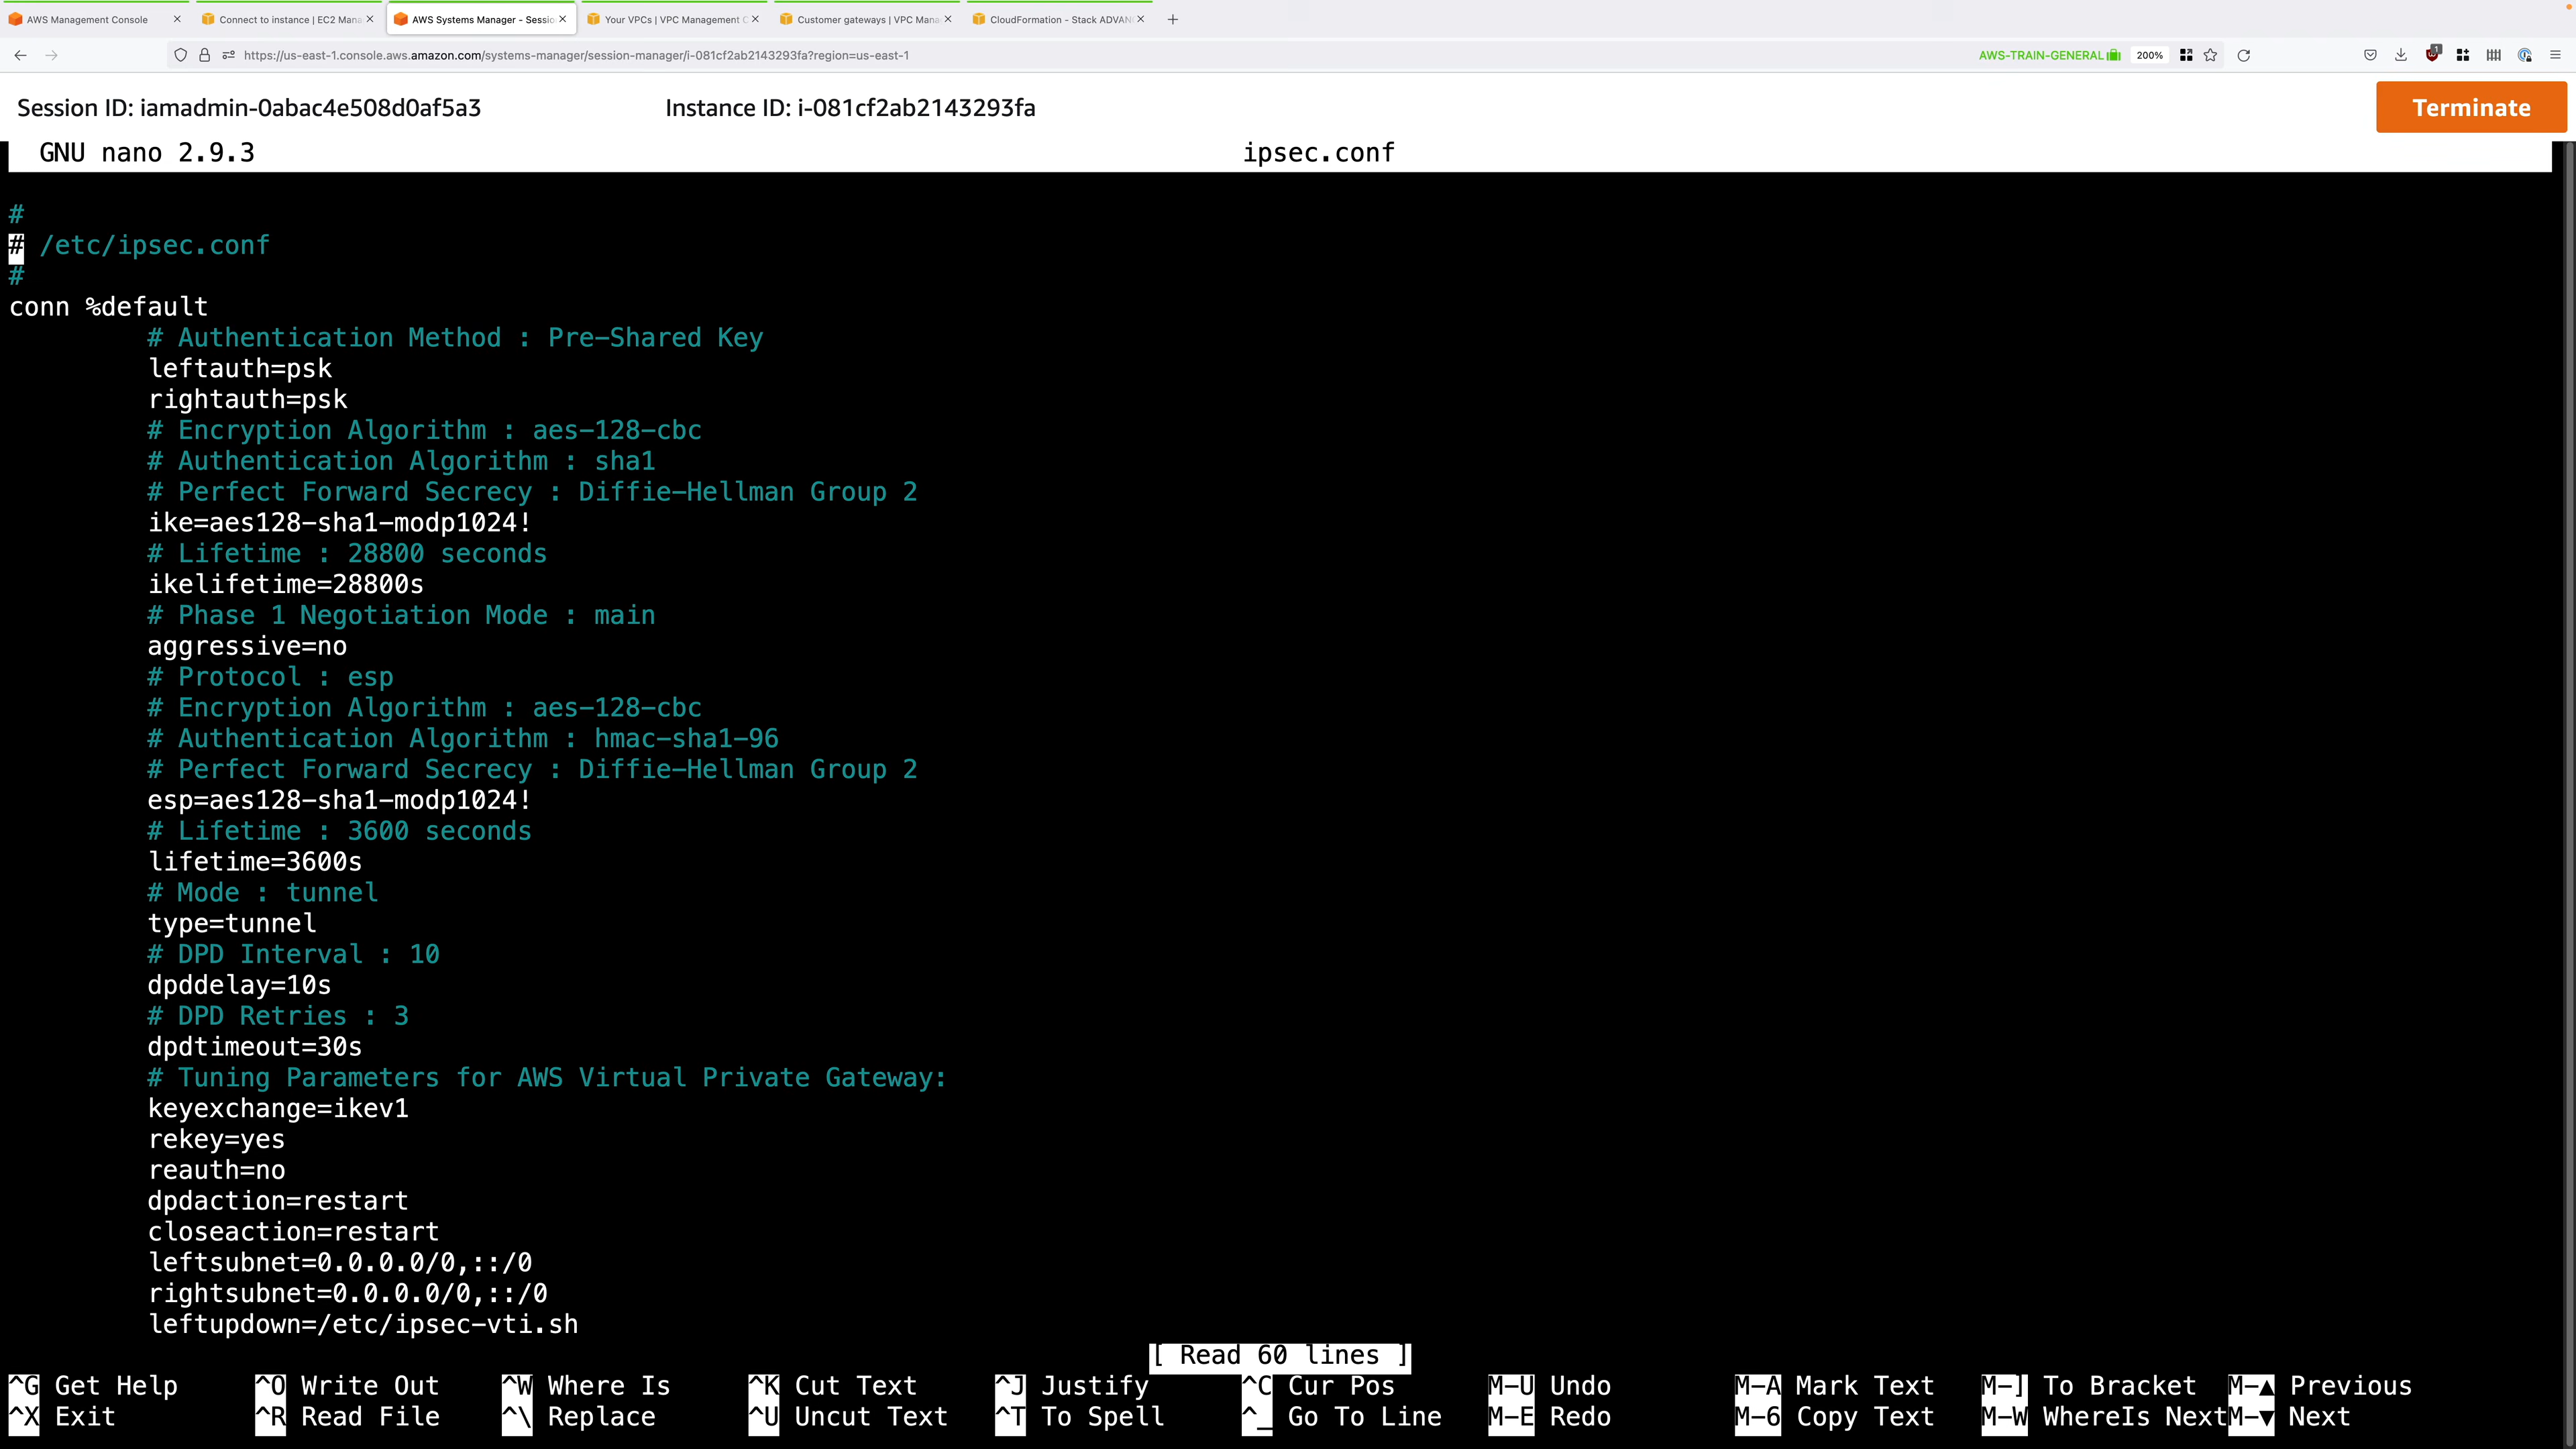 AWS Management Console
Connect to instance | EC2 Mana
AWS Systems Manager - Sessio
Your VPCs | VPC Management C
Customer gateways | VPC Mana
CloudFormation - Stack ADVAN
https://us-east-1.console.aws.amazon.com/systems-manager/session-manager/i-081cf2ab2143293fa?region=us-east-1
AWS-TRAIN-GENERAL
200%
1
Session ID: iamadmin-0abac4e508d0af5a3
Instance ID: i-081cf2ab2143293fa
Terminate
GNU nano 2.9.3
ipsec.conf
#
# /etc/ipsec.conf
#
conn %default
# Authentication Method : Pre-Shared Key
leftauth=psk
rightauth=psk
# Encryption Algorithm : aes-128-cbc
# Authentication Algorithm : sha1
# Perfect Forward Secrecy : Diffie-Hellman Group 2
ike=aes128-sha1-modp1024!
# Lifetime : 28800 seconds
ikelifetime=28800s
# Phase 1 Negotiation Mode : main
aggressive=no
# Protocol : esp
# Encryption Algorithm : aes-128-cbc
# Authentication Algorithm : hmac-sha1-96
# Perfect Forward Secrecy : Diffie-Hellman Group 2
esp=aes128-sha1-modp1024!
# Lifetime : 3600 seconds
lifetime=3600s
# Mode : tunnel
type=tunnel
# DPD Interval : 10
dpddelay=10s
# DPD Retries : 3
dpdtimeout=30s
# Tuning Parameters for AWS Virtual Private Gateway:
keyexchange=ikev1
rekey=yes
reauth=no
dpdaction=restart
closeaction=restart
leftsubnet=0.0.0.0/0,::/0
rightsubnet=0.0.0.0/0,::/0
leftupdown=/etc/ipsec-vti.sh
[ Read 60 lines ]
^G Get Help ^O Write Out ^W Where Is ^K Cut Text ^J Justify ^C Cur Pos M-U Undo M-A Mark Text M-] To Bracket M-▲ Previous
^X Exit ^R Read File ^\ Replace ^U Uncut Text ^T To Spell ^_ Go To Line M-E Redo M-6 Copy Text M-W WhereIs Next M-▼ Next